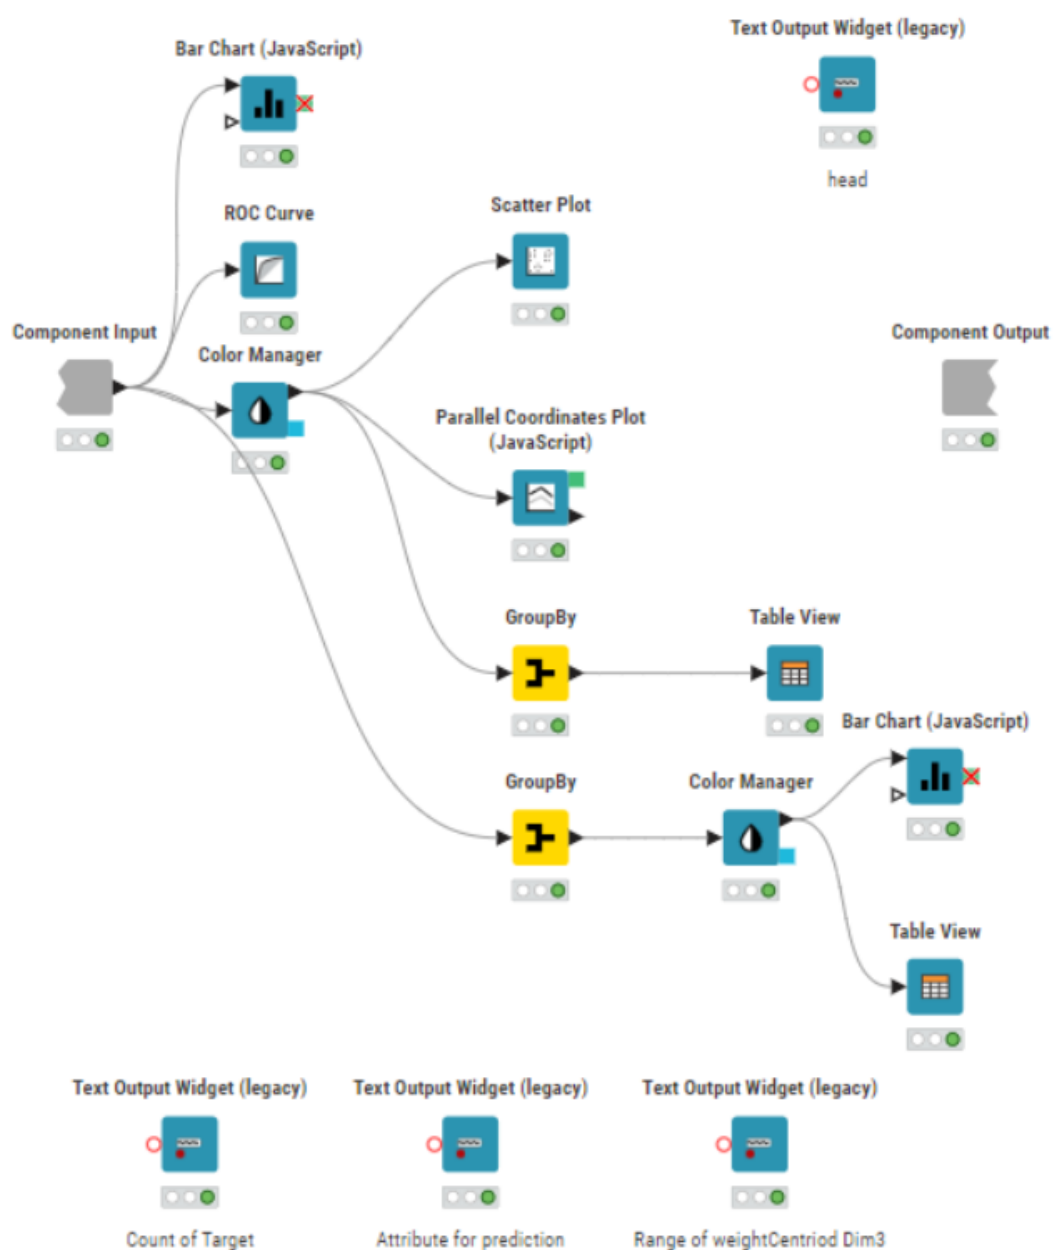 Text Output Widget (legacy)
Bar Chart (JavaScript)
head
Scatter Plot
ROC Curve
Component Input
Component Output
Color Manager
Parallel Coordinates Plot
(JavaScript)
GroupBy
Table View
Bar Chart (JavaScript)
GroupBy
Color Manager
Table View
Text Output Widget (legacy)
Text Output Widget (legacy)
Text Output Widget (legacy)
Count of Target
Attribute for prediction
Range of weightCentriod Dim3